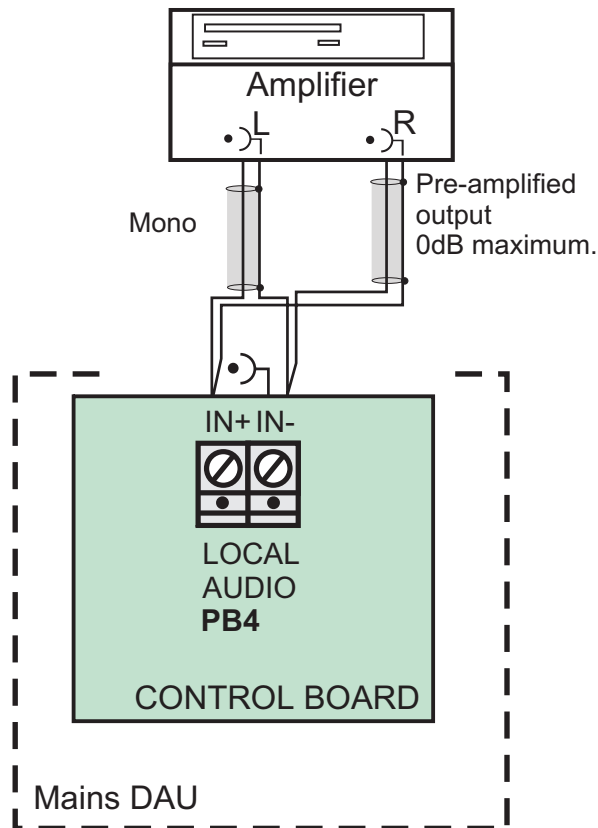 Amplifier
L
R
Mono
Pre-amplified
output
0dB maximum.
IN+ IN-
LOCAL
AUDIO
PB4
CONTROL BOARD
Mains DAU